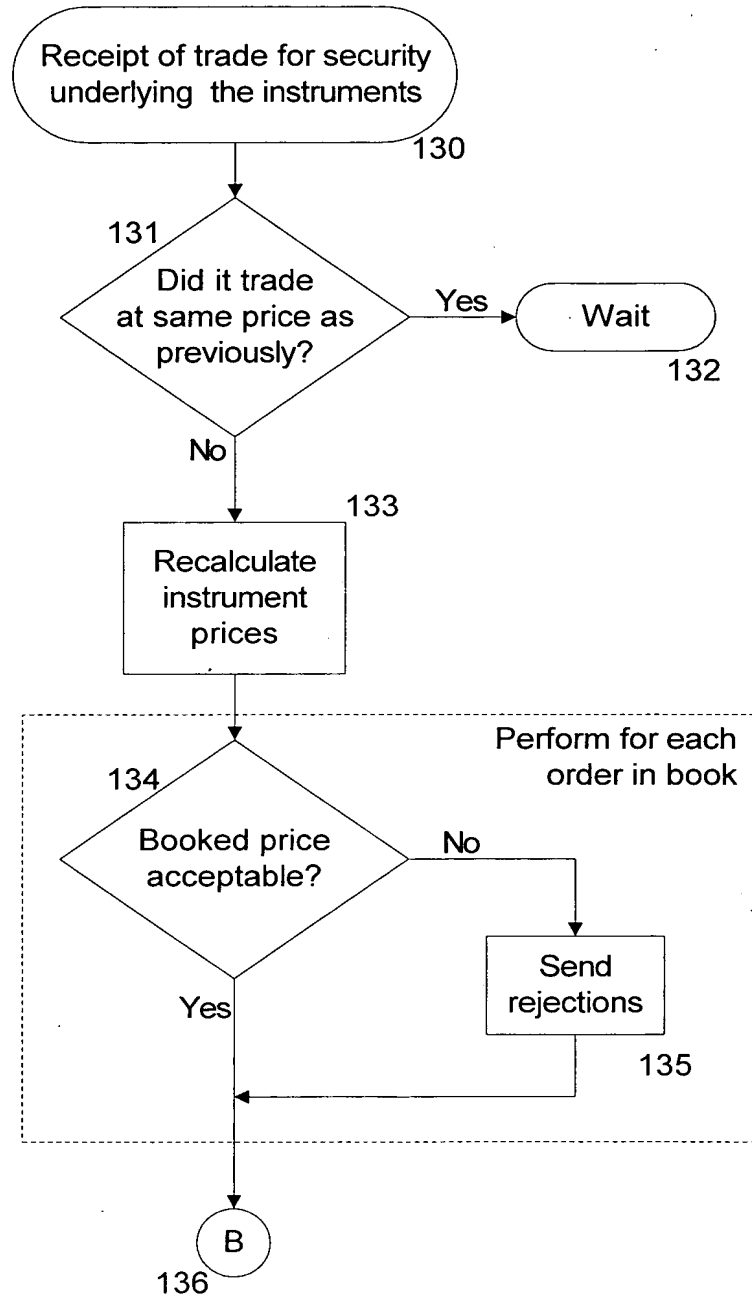 Receipt of trade for security
underlying the instruments
130
131
Did it trade
at same price as
previously?
Yes
Wait
132
No
133
Recalculate
instrument
prices
Perform for each
order in book
134
Booked price
acceptable?
No
Send
rejections
135
Yes
B
136